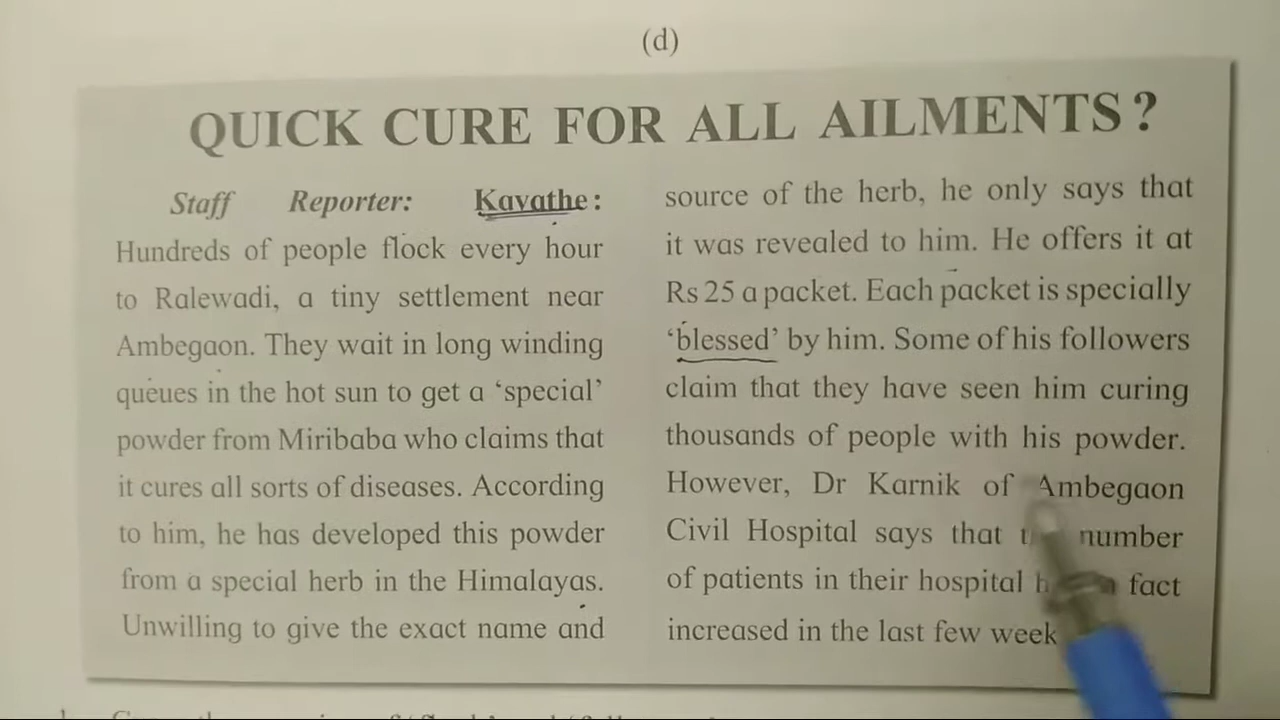 (d)
QUICK CURE FOR ALL AILMENTS?
Staff Reporter: Kavathe:
Hundreds of people flock every hour
to Ralewadi, a tiny settlement near
Ambegaon. They wait in long winding
queues in the hot sun to get a ‘special’
powder from Miribaba who claims that
it cures all sorts of diseases. According
to him, he has developed this powder
from a special herb in the Himalayas.
Unwilling to give the exact name and
source of the herb, he only says that
it was revealed to him. He offers it at
Rs 25 a packet. Each packet is specially
‘blessed’ by him. Some of his followers
claim that they have seen him curing
thousands of people with his powder.
However, Dr Karnik of Ambegaon
Civil Hospital says that number
of patients in their hospital fact
increased in the last few week